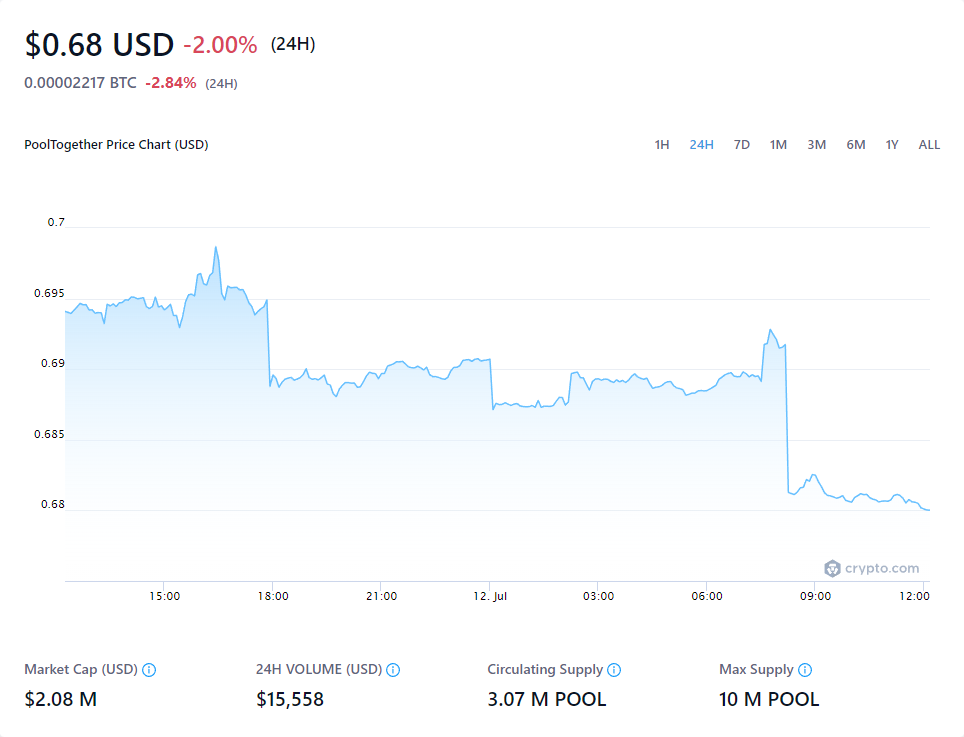 $0.68 USD -2.00% (24H)
0.00002217 BTC -2.84% (24H)
PoolTogether Price Chart (USD) 1H 24H 7D 1M 3M 6M 1Y ALL
0.7
0.695
0.69
0.685
0.68
crypto.com
15:00 18:00 21:00 12. Jul 03:00 06:00 09:00 12:00
Market Cap (USD) 24H VOLUME (USD) Circulating Supply Max Supply
$2.08 M $15,558 3.07 M POOL 10 M POOL